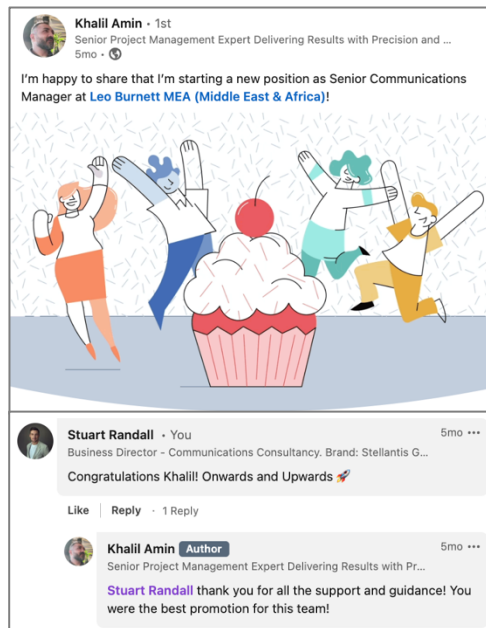 Khalil Amin • 1st
Senior Project Management Expert Delivering Results with Precision and ...
5mo •
I'm happy to share that I'm starting a new position as Senior Communications
Manager at Leo Burnett MEA (Middle East & Africa)!
Stuart Randall • You
5mo •••
Business Director - Communications Consultancy. Brand: Stellantis G...
Congratulations Khalil! Onwards and Upwards 🚀
Like | Reply · 1 Reply
Khalil Amin Author
5mo •••
Senior Project Management Expert Delivering Results with Pr...
Stuart Randall thank you for all the support and guidance! You
were the best promotion for this team!